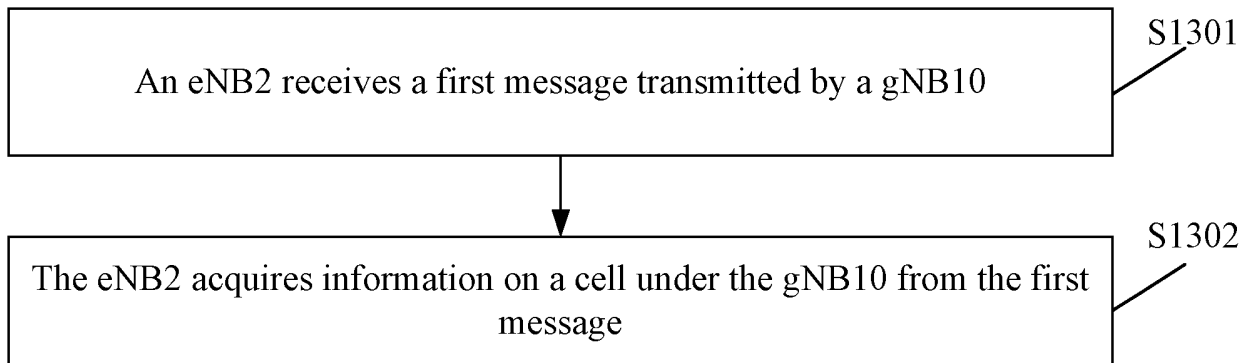 S1301
An eNB2 receives a first message transmitted by a gNB10
S1302
The eNB2 acquires information on a cell under the gNB10 from the first
message